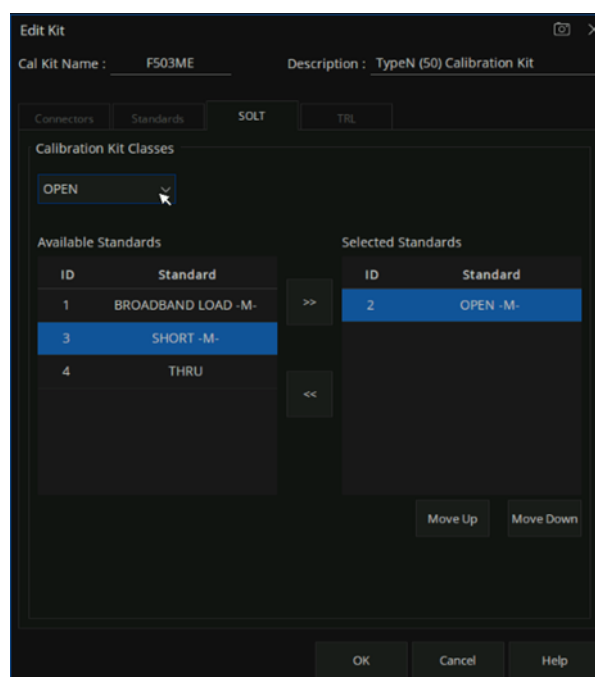 Edit Kit
Cal Kit Name : F503ME Description : TypeN (50) Calibration Kit
Connectors Standards SOLT TRL
Calibration Kit Classes
OPEN
Available Standards Selected Standards
ID Standard ID Standard
1 BROADBAND LOAD -M- >> 2 OPEN -M-
3 SHORT -M-
4 THRU
<<
Move Up Move Down
OK Cancel Help